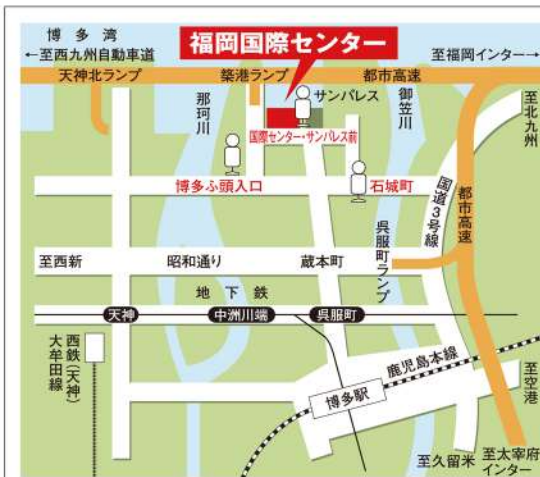 博多湾
←至西九州自動車道
福岡国際センター
至福岡インター→
天神北ランプ
築港ランプ
都市高速
那珂川
サンパレス
御笠川
至北九州
国際センター・サンパレス前
博多ふ頭入口
石城町
国道3号線
都市高速
呉服町ランプ
至西新
昭和通り
蔵本町
地下鉄
天神
中洲川端
呉服町
西鉄(天神)
大牟田線
鹿児島本線
博多駅
至空港
至久留米
至太宰府
インター